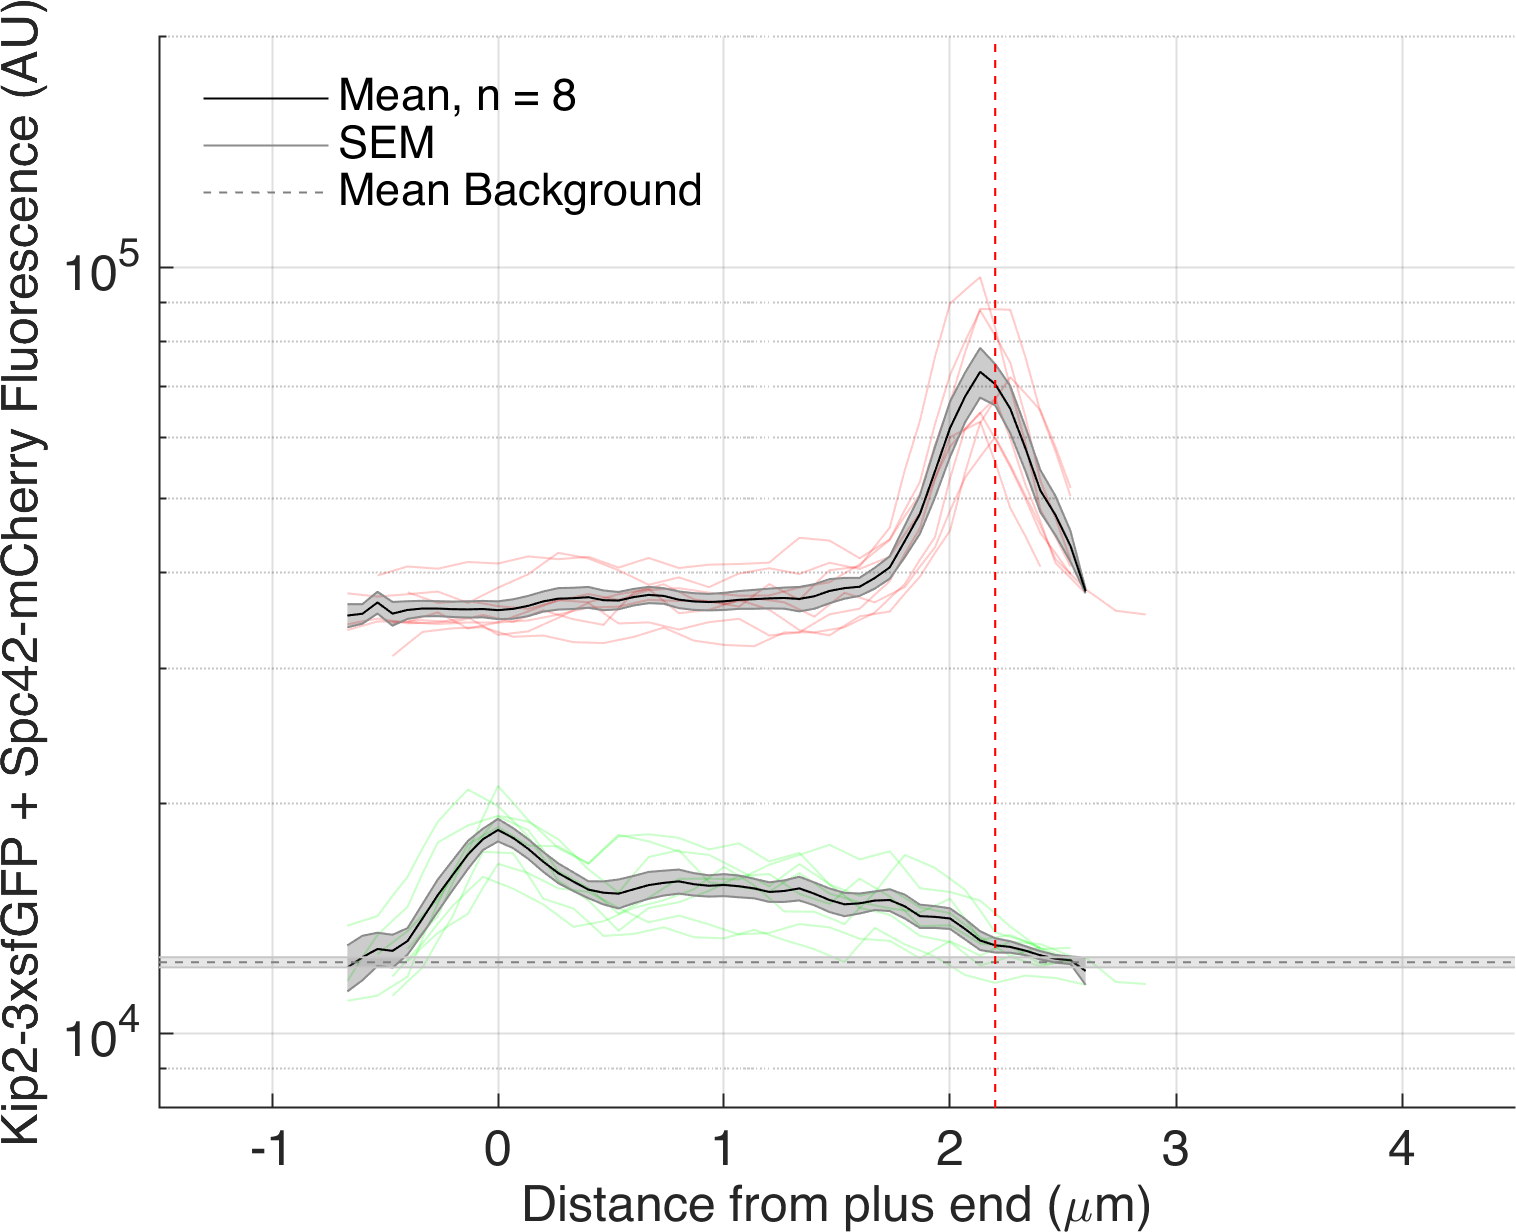 Kip2-3xsfGFP + Spc42-mCherry Fluorescence (AU)
Mean, n = 8
SEM
Mean Background
10^5
10^4
-1 0 1 2 3 4
Distance from plus end (μm)